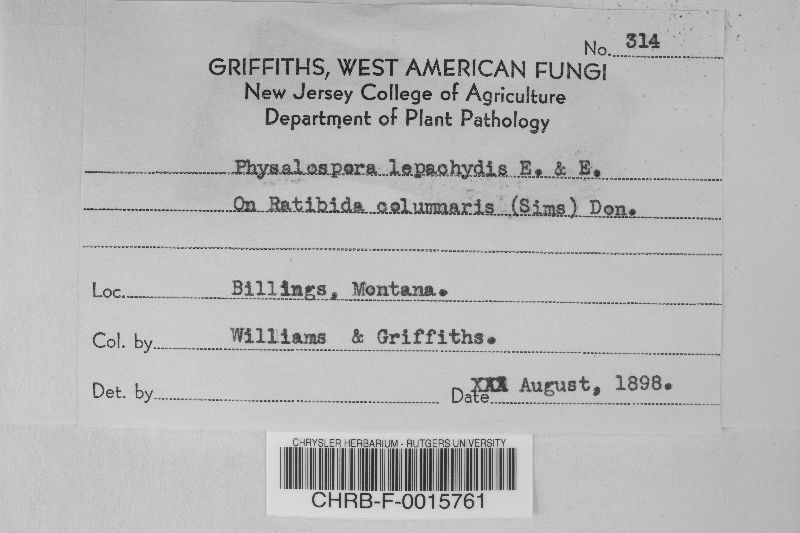 No. 314
GRIFFITHS, WEST AMERICAN FUNGI
New Jersey College of Agriculture
Department of Plant Pathology
Physalospora lepachydis E. & E.
On Ratibida columnaris (Sims) Don.
Loc. Billings, Montana.
Col. by Williams & Griffiths.
Det. by
Date XXX August, 1898.
CHRYSLER HERBARIUM - RUTGERS UNIVERSITY
CHRB-F-0015761